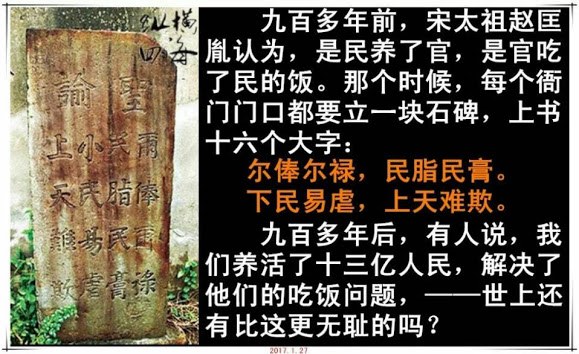 纵横
四海
聖諭
爾俸爾祿
民脂民膏
小民易虐
上天難欺
九百多年前，宋太祖赵匡
胤认为，是民养了官，是官吃
了民的饭。那个时候，每个衙
门门口都要立一块石碑，上书
十六个大字：
尔俸尔禄，民脂民膏。
下民易虐，上天难欺。
九百多年后，有人说，我
们养活了十三亿人民，解决了
他们的吃饭问题，——世上还
有比这更无耻的吗？
2017.1.27